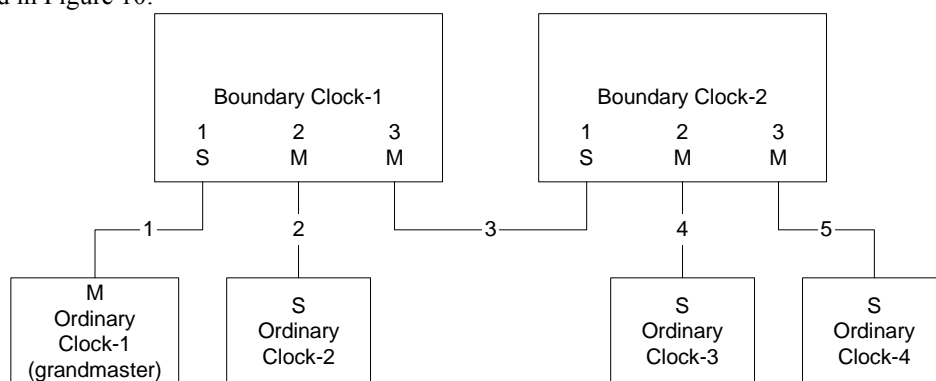 d in Figure 10.
Boundary Clock-1
Boundary Clock-2
1 2 3
S M M
1 2 3
S M M
1
2
3
4
5
M
Ordinary
Clock-1
(grandmaster)
S
Ordinary
Clock-2
S
Ordinary
Clock-3
S
Ordinary
Clock-4